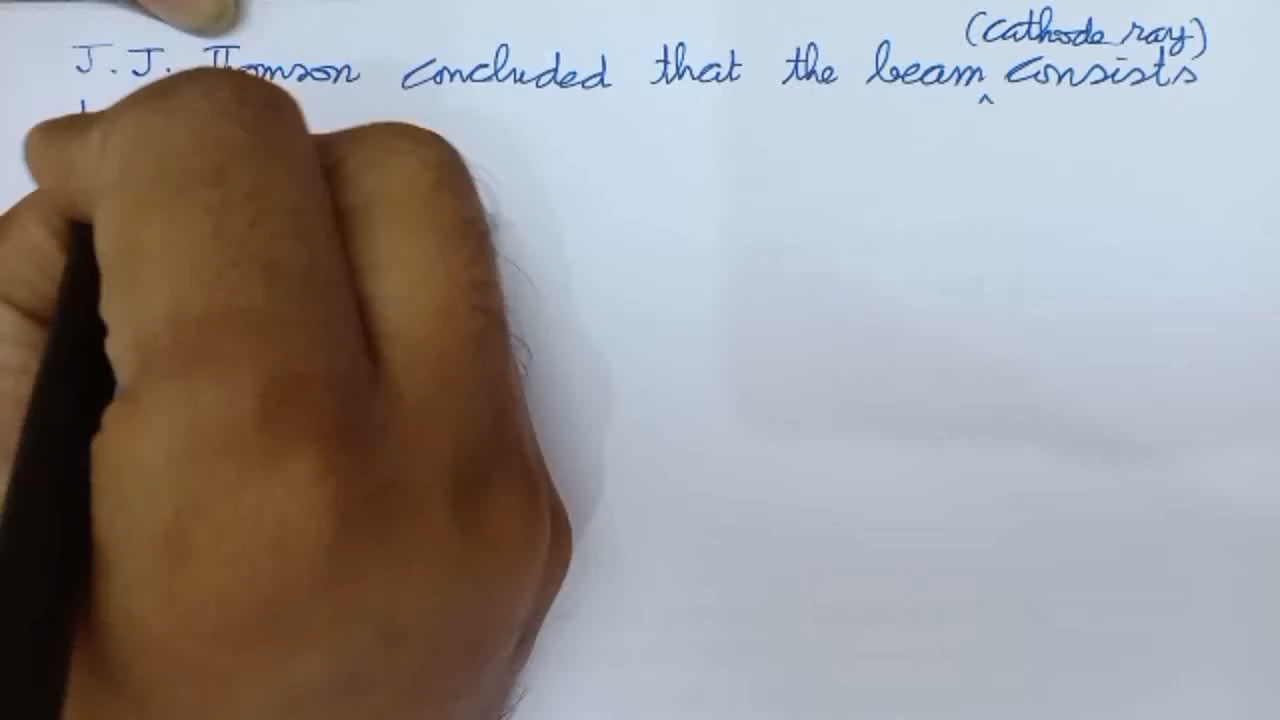 (cathode ray)
J. J. Thomson concluded that the beam ^ consists